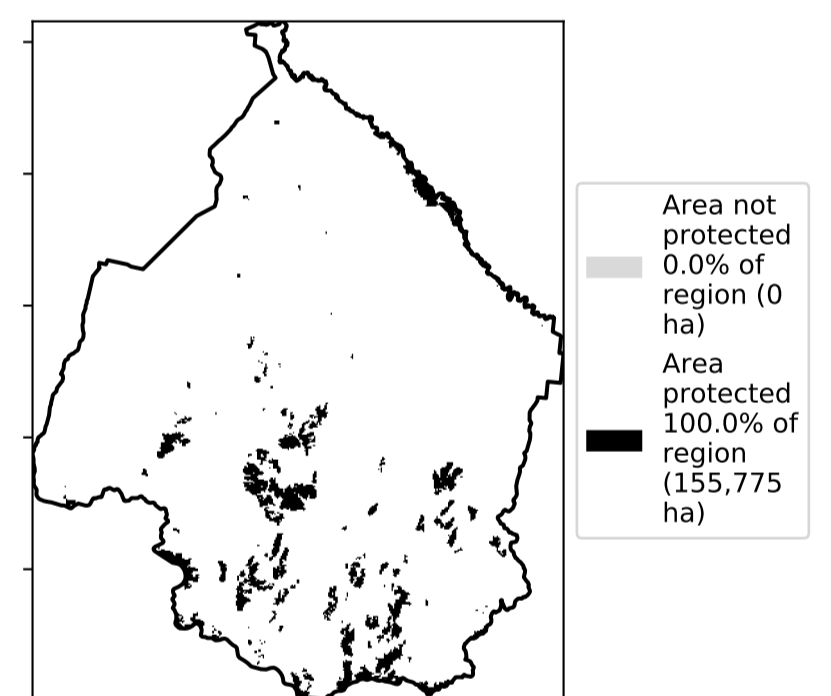 Area not
protected
0.0% of
region (0
ha)
Area
protected
100.0% of
region
(155,775
ha)